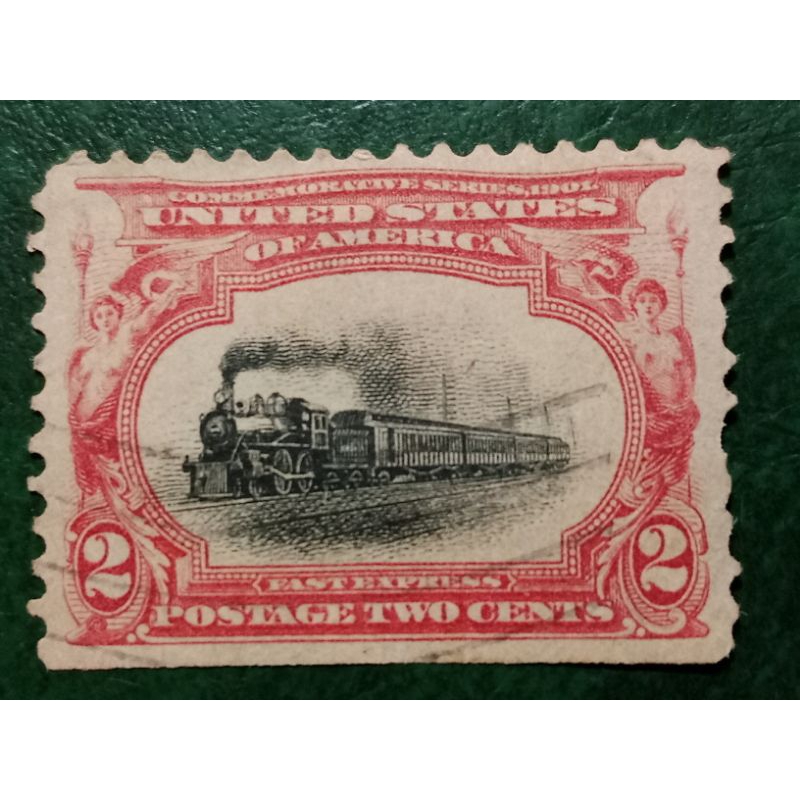 COMMEMORATIVE SERIES, 1901.
UNITED STATES
OF AMERICA
2
2
FAST EXPRESS
POSTAGE TWO CENTS